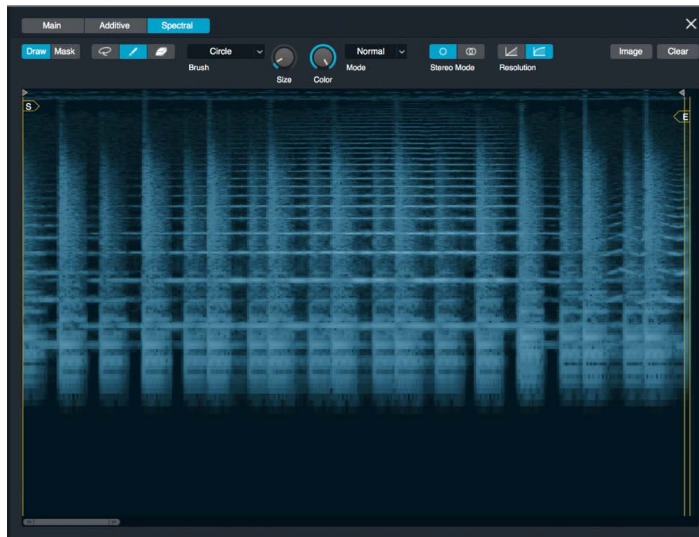 Main Additive Spectral
Draw Mask Circle Normal Image Clear
Brush Size Color Mode Stereo Mode Resolution
S
E